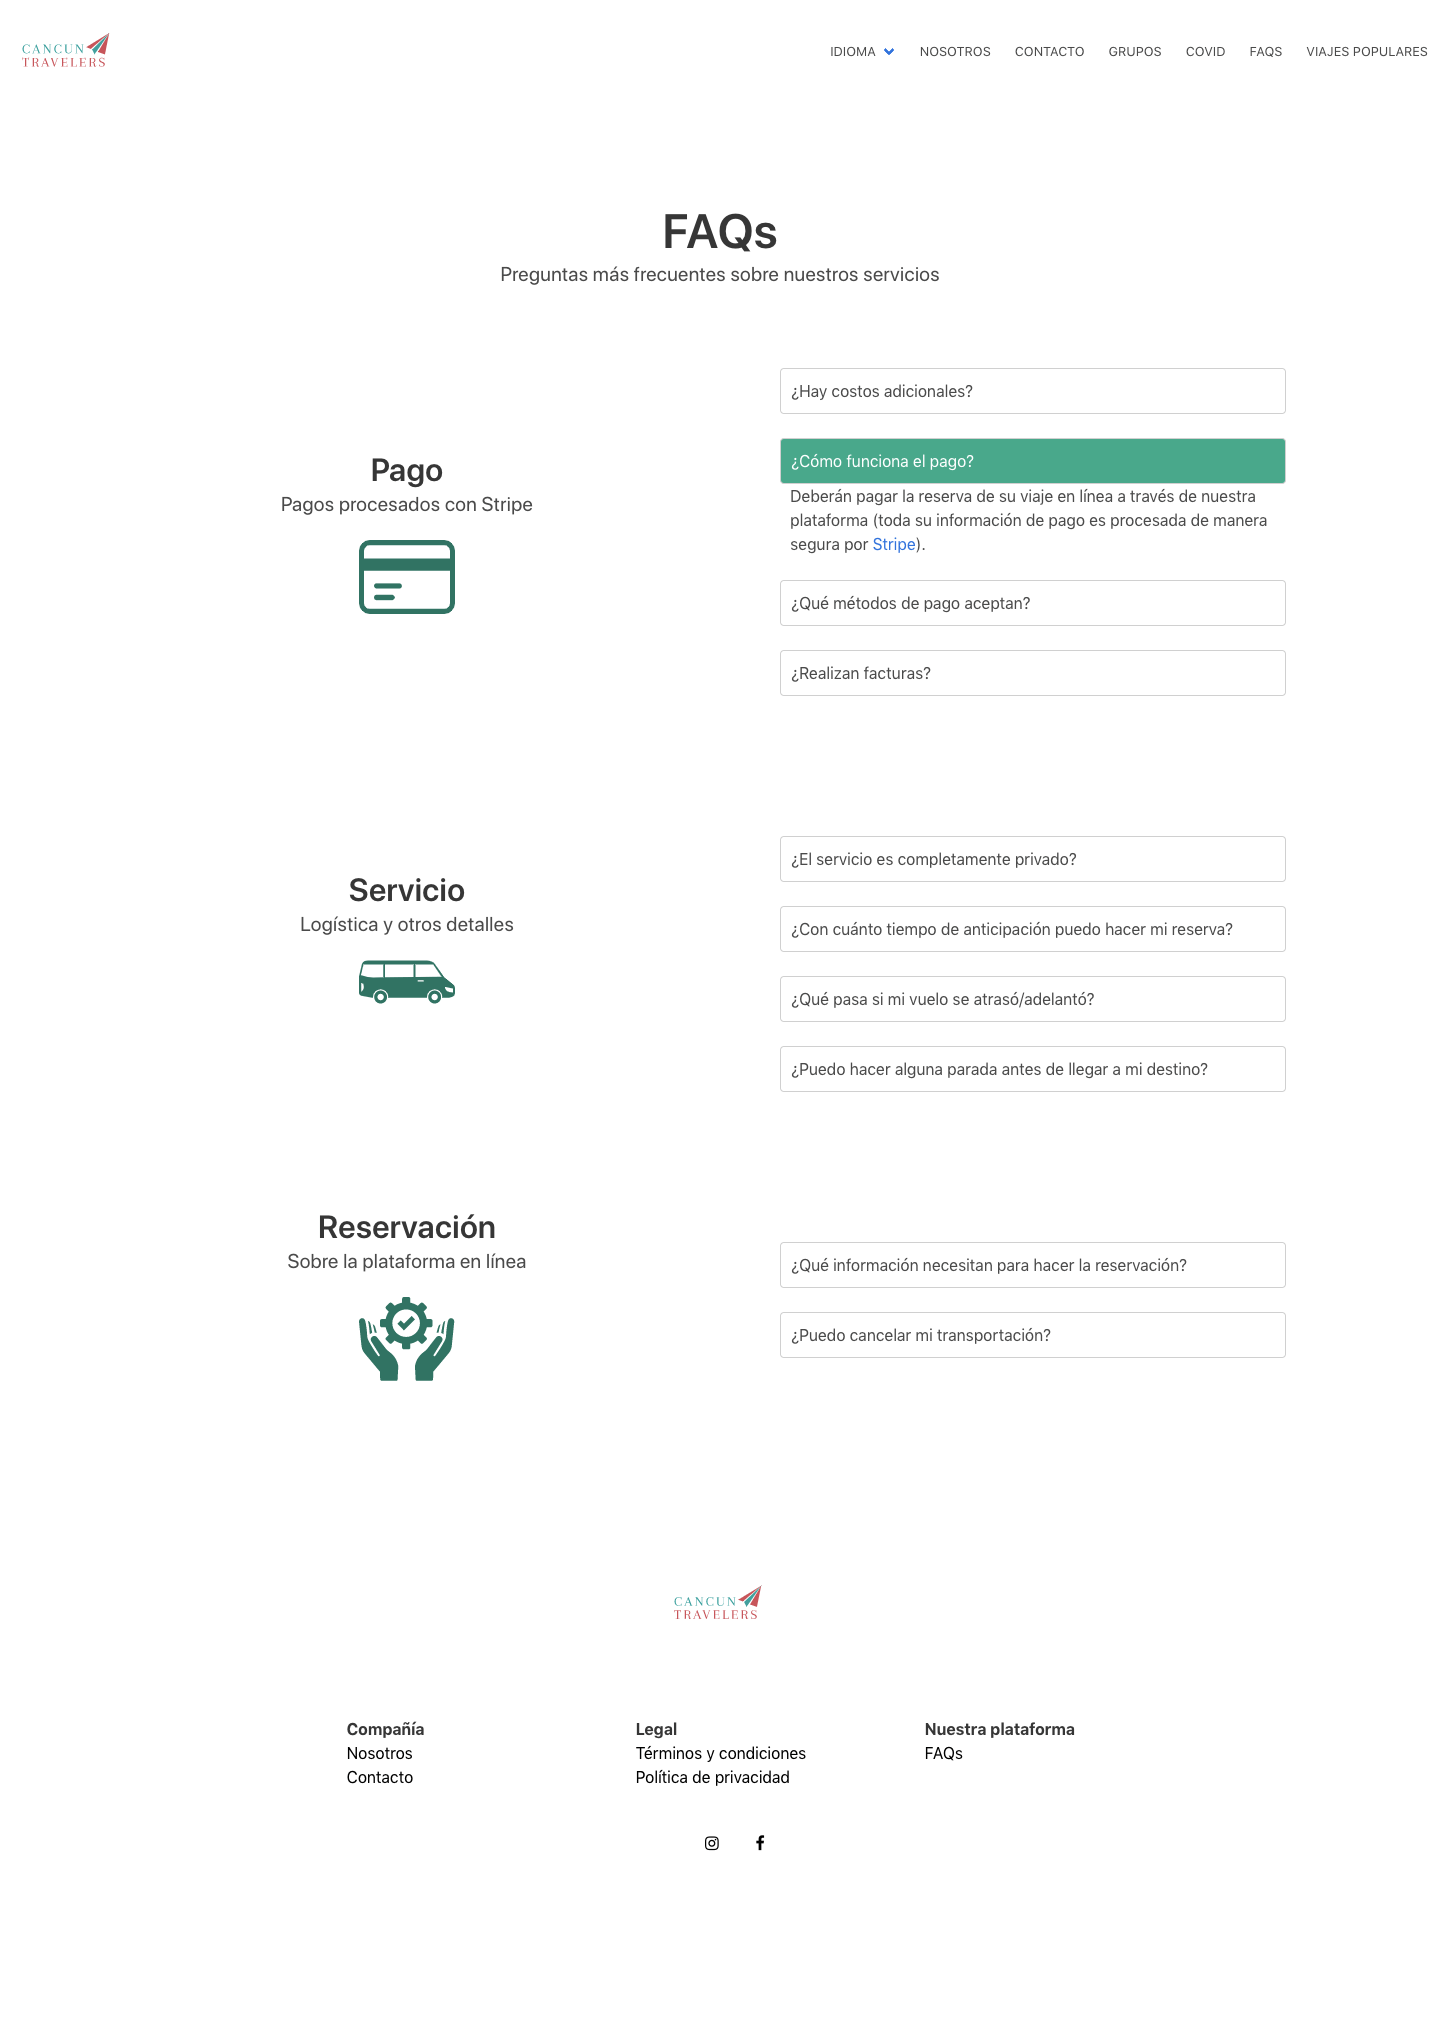 CANCUN
TRAVELERS
IDIOMA
NOSOTROS
CONTACTO
GRUPOS
COVID
FAQS
VIAJES POPULARES
FAQs
Preguntas más frecuentes sobre nuestros servicios
Pago
Pagos procesados con Stripe
¿Hay costos adicionales?
¿Cómo funciona el pago?
Deberán pagar la reserva de su viaje en línea a través de nuestra
plataforma (toda su información de pago es procesada de manera
segura por Stripe).
¿Qué métodos de pago aceptan?
¿Realizan facturas?
Servicio
Logística y otros detalles
¿El servicio es completamente privado?
¿Con cuánto tiempo de anticipación puedo hacer mi reserva?
¿Qué pasa si mi vuelo se atrasó/adelantó?
¿Puedo hacer alguna parada antes de llegar a mi destino?
Reservación
Sobre la plataforma en línea
¿Qué información necesitan para hacer la reservación?
¿Puedo cancelar mi transportación?
CANCUN
TRAVELERS
Compañía
Nosotros
Contacto
Legal
Términos y condiciones
Política de privacidad
Nuestra plataforma
FAQs